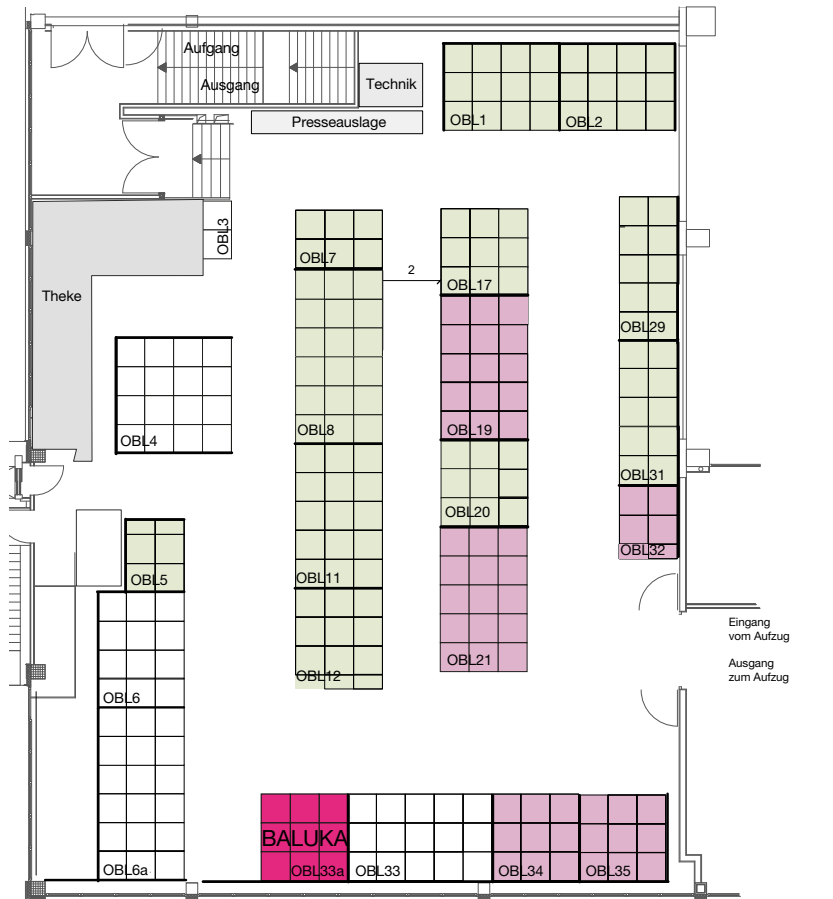 Aufgang
Ausgang
Technik
Presseauslage
OBL1
OBL2
OBL3
OBL7
2
OBL17
Theke
OBL29
OBL4
OBL8
OBL19
OBL31
OBL20
OBL32
OBL5
OBL11
Eingang
vom Aufzug
Ausgang
zum Aufzug
OBL21
OBL12
OBL6
BALUKA
OBL33a
OBL33
OBL34
OBL35
OBL6a